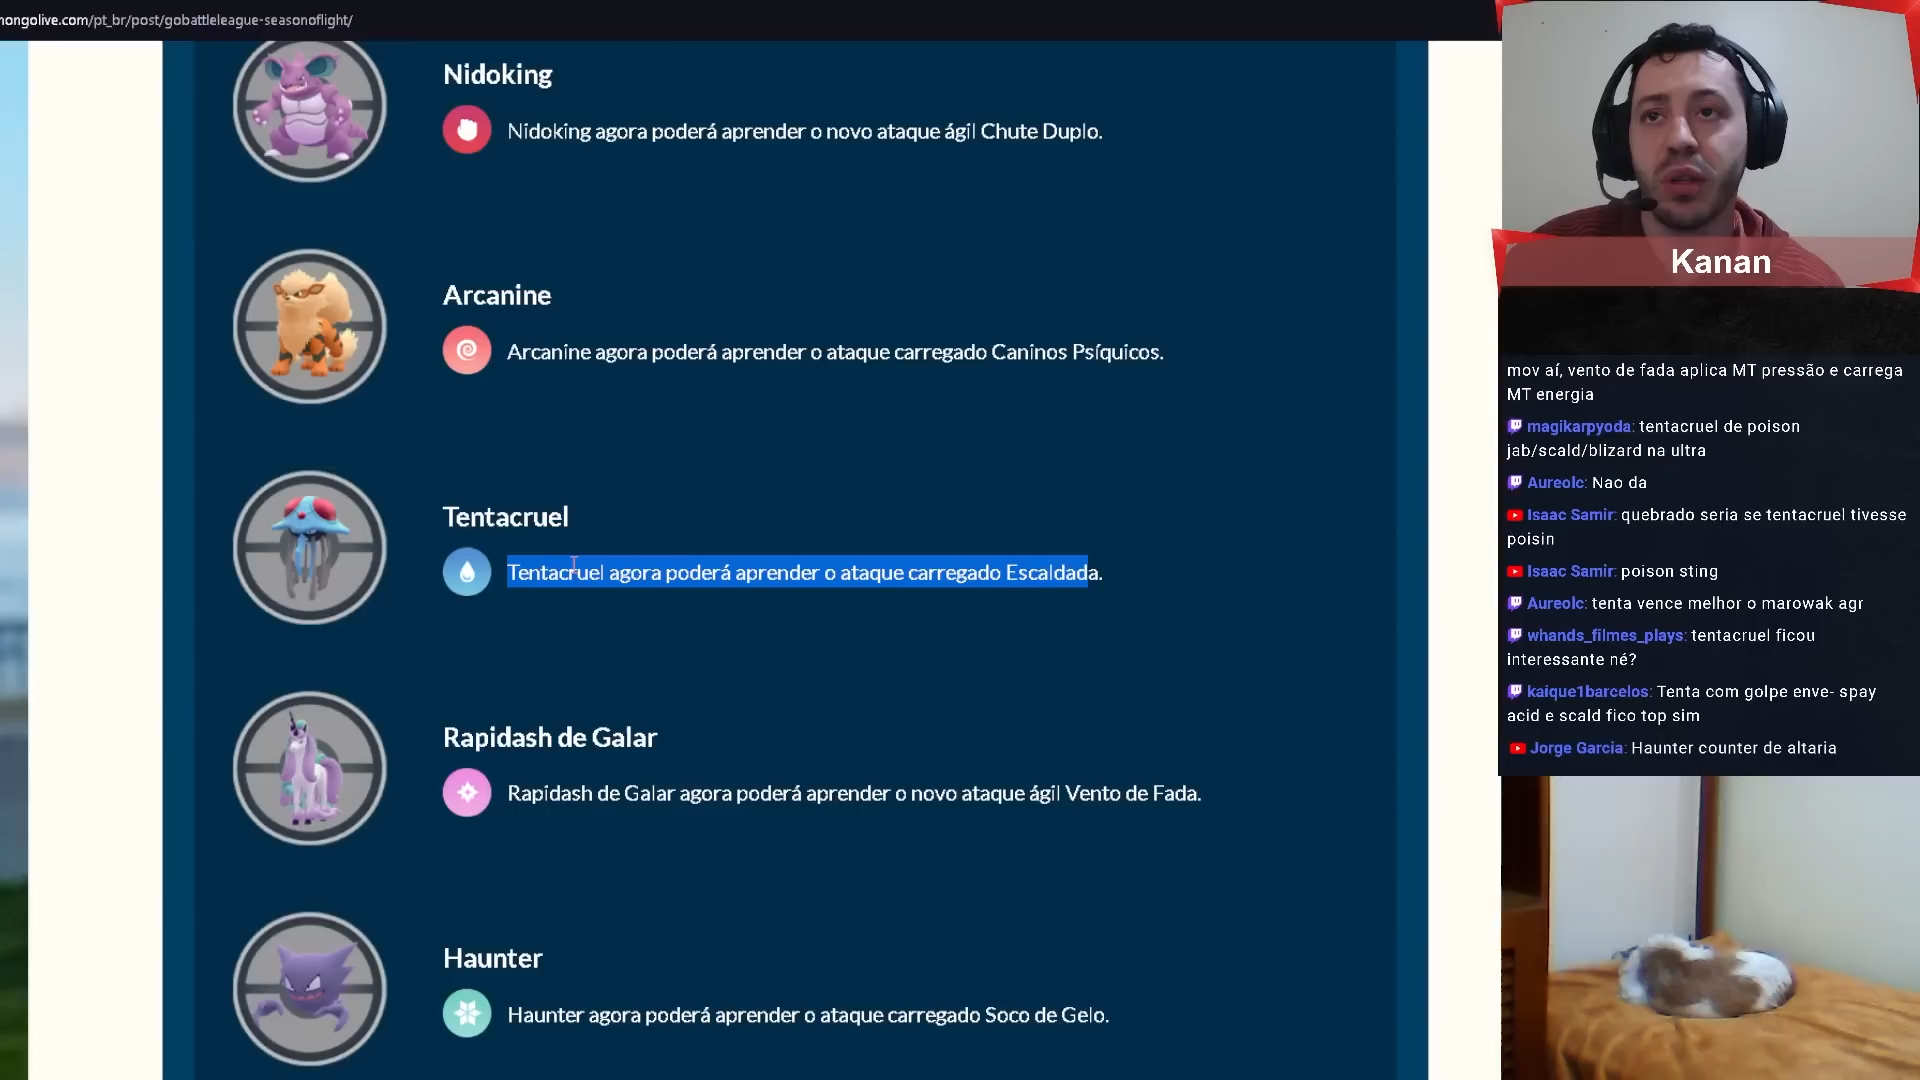 nongolive.com/pt_br/post/gobattleleague-seasonoflight/
Nidoking
Nidoking agora poderá aprender o novo ataque ágil Chute Duplo.
Arcanine
Arcanine agora poderá aprender o ataque carregado Caninos Psíquicos.
Tentacruel
Tentacruel agora poderá aprender o ataque carregado Escaldada.
Rapidash de Galar
Rapidash de Galar agora poderá aprender o novo ataque ágil Vento de Fada.
Haunter
Haunter agora poderá aprender o ataque carregado Soco de Gelo.
Kanan
mov aí, vento de fada aplica MT pressão e carrega
MT energia
magikarpyoda: tentacruel de poison
jab/scald/blizard na ultra
Aureolc: Nao da
Isaac Samir: quebrado seria se tentacruel tivesse
poisin
Isaac Samir: poison sting
Aureolc: tenta vence melhor o marowak agr
whands_filmes_plays: tentacruel ficou
interessante né?
kaique1barcelos: Tenta com golpe enve- spay
acid e scald fico top sim
Jorge Garcia: Haunter counter de altaria